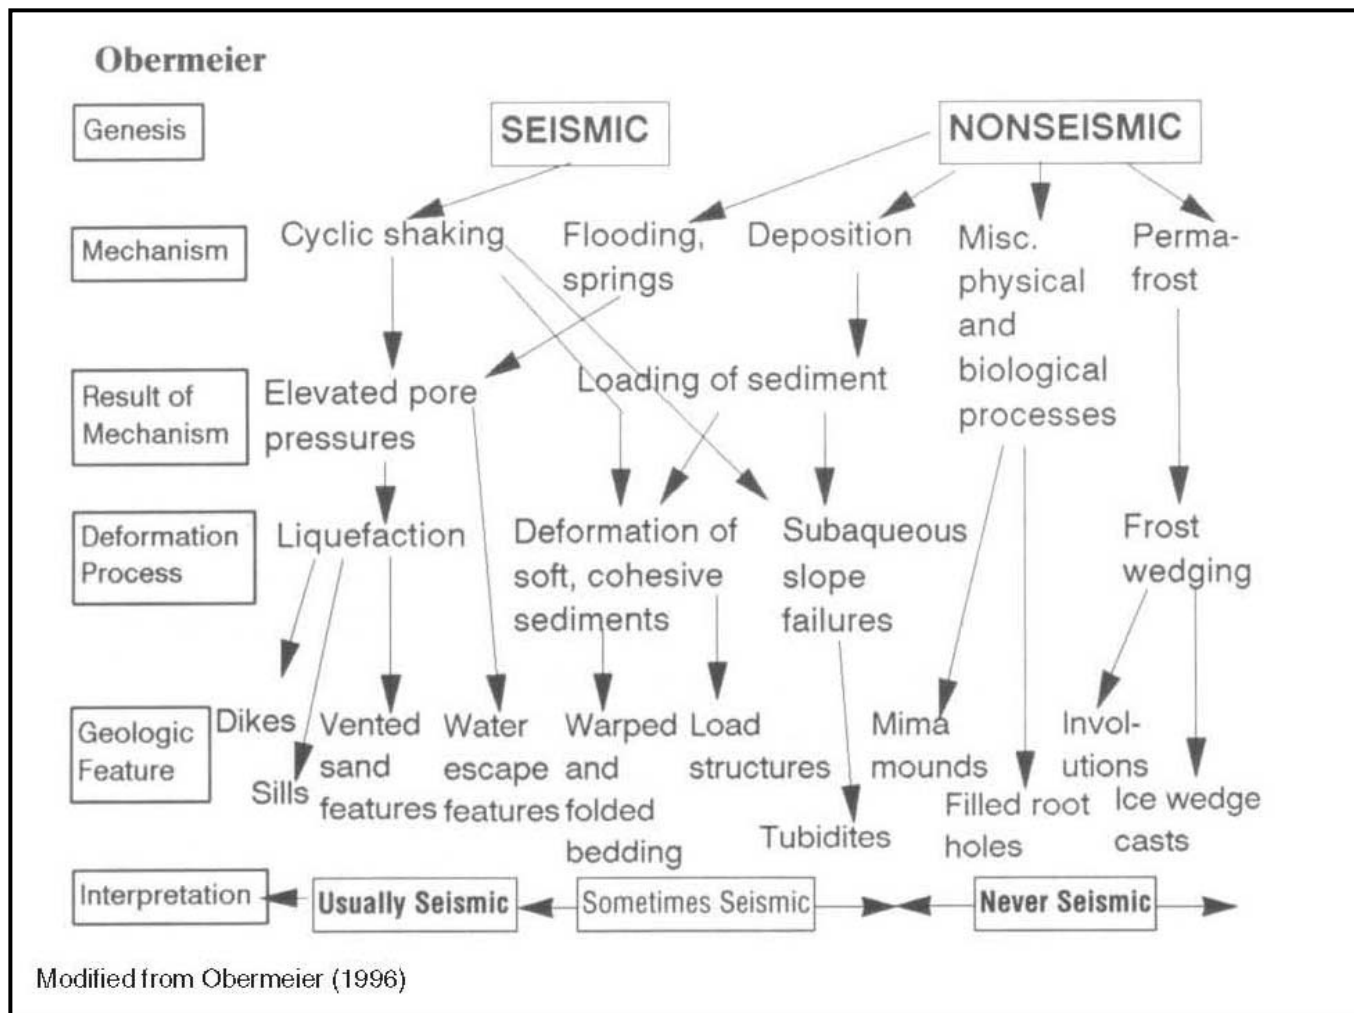 Obermeier
Genesis
SEISMIC
NONSEISMIC
Mechanism
Cyclic shaking
Flooding,
springs
Deposition
Misc.
physical
and
biological
processes
Perma-
frost
Result of
Mechanism
Elevated pore
pressures
Loading of sediment
Deformation
Process
Liquefaction
Deformation of
soft, cohesive
sediments
Subaqueous
slope
failures
Frost
wedging
Geologic
Feature
Dikes
Sills
Vented
sand
features
Water
escape
features
Warped
and
folded
bedding
Load
structures
Tubidites
Mima
mounds
Filled root
holes
Invol-
utions
Ice wedge
casts
Interpretation
Usually Seismic
Sometimes Seismic
Never Seismic
Modified from Obermeier (1996)